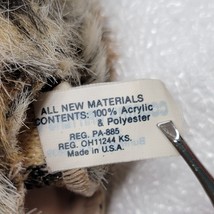 ALL NEW MATERIALS
CONTENTS: 100% Acrylic
& Polyester
REG. PA-885
REG. OH11244 KS.
Made in U.S.A.